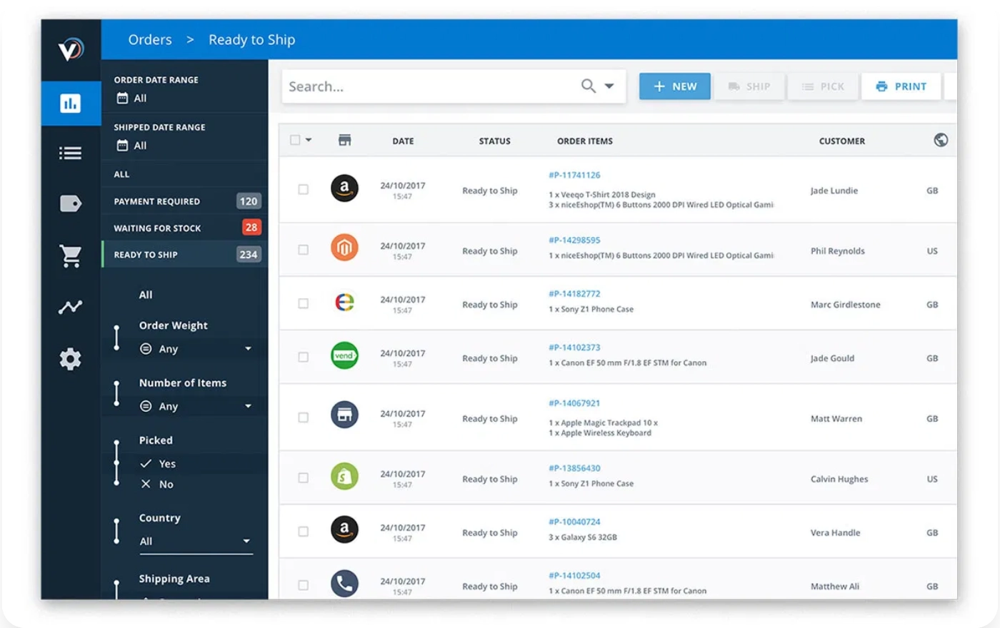 Orders > Ready to Ship
ORDER DATE RANGE
All
SHIPPED DATE RANGE
All
ALL
PAYMENT REQUIRED 120
WAITING FOR STOCK 28
READY TO SHIP 234
All
Order Weight
Any
Number of Items
Any
Picked
Yes
No
Country
All
Shipping Area
Search...
+ NEW
SHIP
PICK
PRINT
DATE STATUS ORDER ITEMS CUSTOMER
a
24/10/2017
15:47
Ready to Ship
#P-11741126
1 x Veeqo T-Shirt 2018 Design
3 x niceEshop(TM) 6 Buttons 2000 DPI Wired LED Optical Gami
Jade Lundie
GB
24/10/2017
15:47
Ready to Ship
#P-14298595
1 x niceEshop(TM) 6 Buttons 2000 DPI Wired LED Optical Gami
Phil Reynolds
US
e
24/10/2017
15:47
Ready to Ship
#P-14182772
1 x Sony Z1 Phone Case
Marc Girdlestone
GB
vend
24/10/2017
15:47
Ready to Ship
#P-14102373
1 x Canon EF 50 mm F/1.8 EF STM for Canon
Jade Gould
GB
24/10/2017
15:47
Ready to Ship
#P-14067921
1 x Apple Magic Trackpad 10 x
1 x Apple Wireless Keyboard
Matt Warren
GB
S
24/10/2017
15:47
Ready to Ship
#P-13856430
1 x Sony Z1 Phone Case
Calvin Hughes
US
a
24/10/2017
15:47
Ready to Ship
#P-10040724
3 x Galaxy S6 32GB
Vera Handle
GB
24/10/2017
15:47
Ready to Ship
#P-14102504
1 x Canon EF 50 mm F/1.8 EF STM for Canon
Matthew Ali
GB